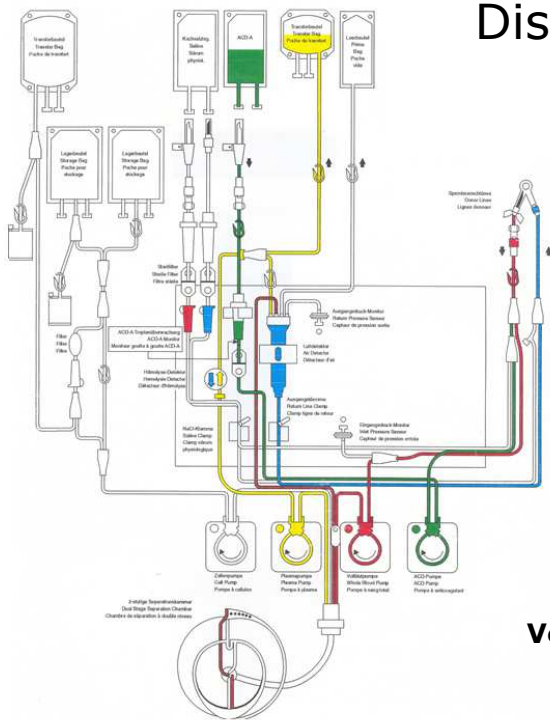 Dis
Transferbeutel
Transfer Bag
Poche de transfert
Kochsalzlsg.
Saline
Sérum
physiol.
ACD-A
Transferbeutel
Transfer Bag
Poche de transfert
Leerbeutel
Prime
Bag
Poche
vide
Lagerbeutel
Storage Bag
Poche pour
stockage
Lagerbeutel
Storage Bag
Poche pour
stockage
Spenderanschlüsse
Donor Lines
Lignes donneur
Sterilfilter
Sterile Filter
Filtre stérile
ACD-A-Tropfenüberwachung
ACD-A-Monitor
Moniteur goutte à goutte ACD-A
Ausgangsdruck-Monitor
Return Pressure Sensor
Capteur de pression sortie
Filter
Filter
Filtre
Luftdetektor
Air Detector
Détecteur d'air
Hämolyse-Detektor
Hemolysis Detector
Détecteur d'hémolyse
NaCl-Klemme
Saline Clamp
Clamp sérum
physiologique
Ausgangsklemme
Return Line Clamp
Clamp ligne de retour
Eingangsdruck-Monitor
Inlet Pressure Sensor
Capteur de pression entrée
Zellenpumpe
Cell Pump
Pompe à cellules
Plasmapumpe
Plasma Pump
Pompe à plasma
Vollblutpumpe
Whole Blood Pump
Pompe à sang total
ACD-Pumpe
ACD Pump
Pompe à anticoagulant
2-stufige Separationskammer
Dual Stage Separation Chamber
Chambre de séparation à double niveau